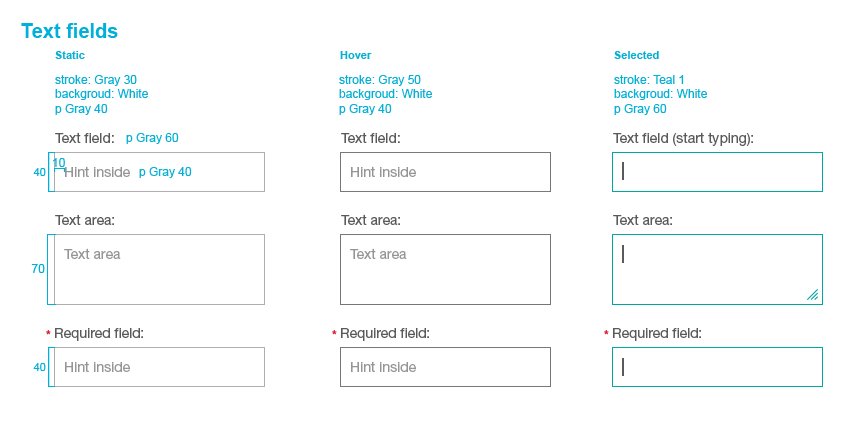 Text fields
Static
stroke: Gray 30
backgroud: White
p Gray 40
Text field: p Gray 60
40 10 Hint inside p Gray 40
Text area:
70 Text area
* Required field:
40 Hint inside
Hover
stroke: Gray 50
backgroud: White
p Gray 40
Text field:
Hint inside
Text area:
Text area
* Required field:
Hint inside
Selected
stroke: Teal 1
backgroud: White
p Gray 60
Text field (start typing):
Text area:
* Required field: